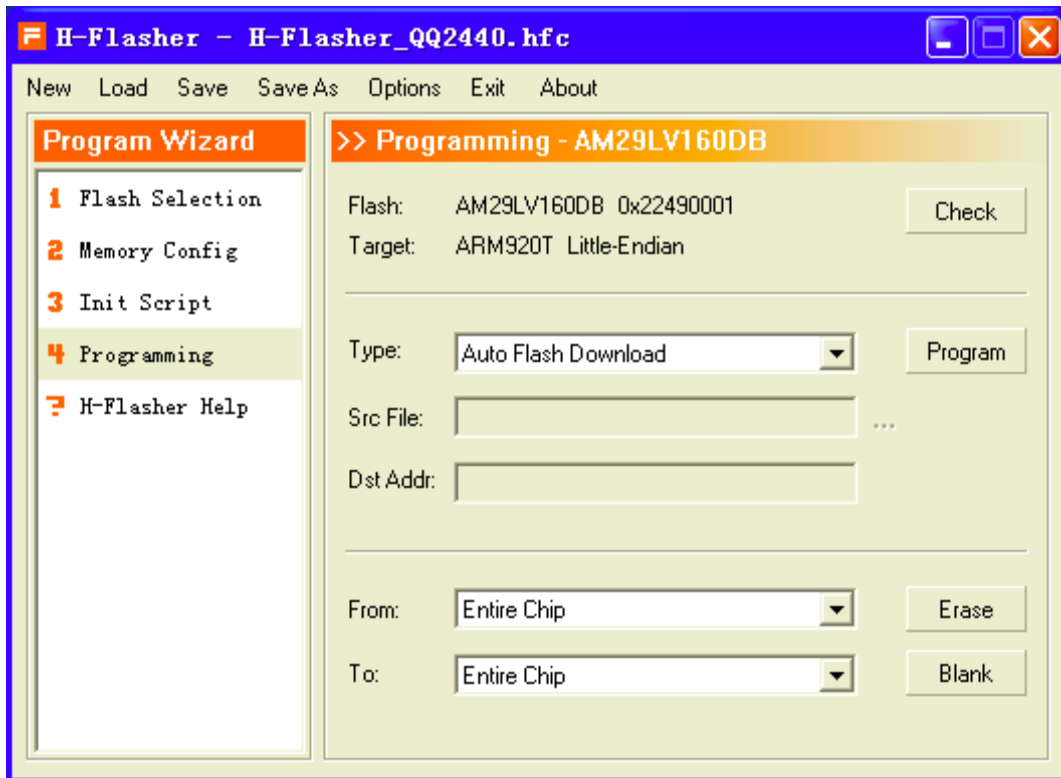 H-Flasher - H-Flasher_QQ2440.hfc
New Load Save Save As Options Exit About
Program Wizard
1 Flash Selection
2 Memory Config
3 Init Script
4 Programming
? H-Flasher Help
>> Programming - AM29LV160DB
Flash: AM29LV160DB 0x22490001 Check
Target: ARM920T Little-Endian
Type: Auto Flash Download Program
Src File: ...
Dst Addr:
From: Entire Chip Erase
To: Entire Chip Blank